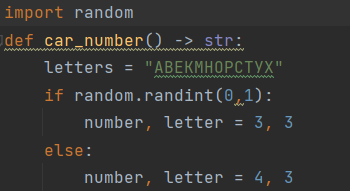 import random
def car_number() -> str:
    letters = "АВЕКМНОРСТУХ"
    if random.randint(0,1):
        number, letter = 3, 3
    else:
        number, letter = 4, 3